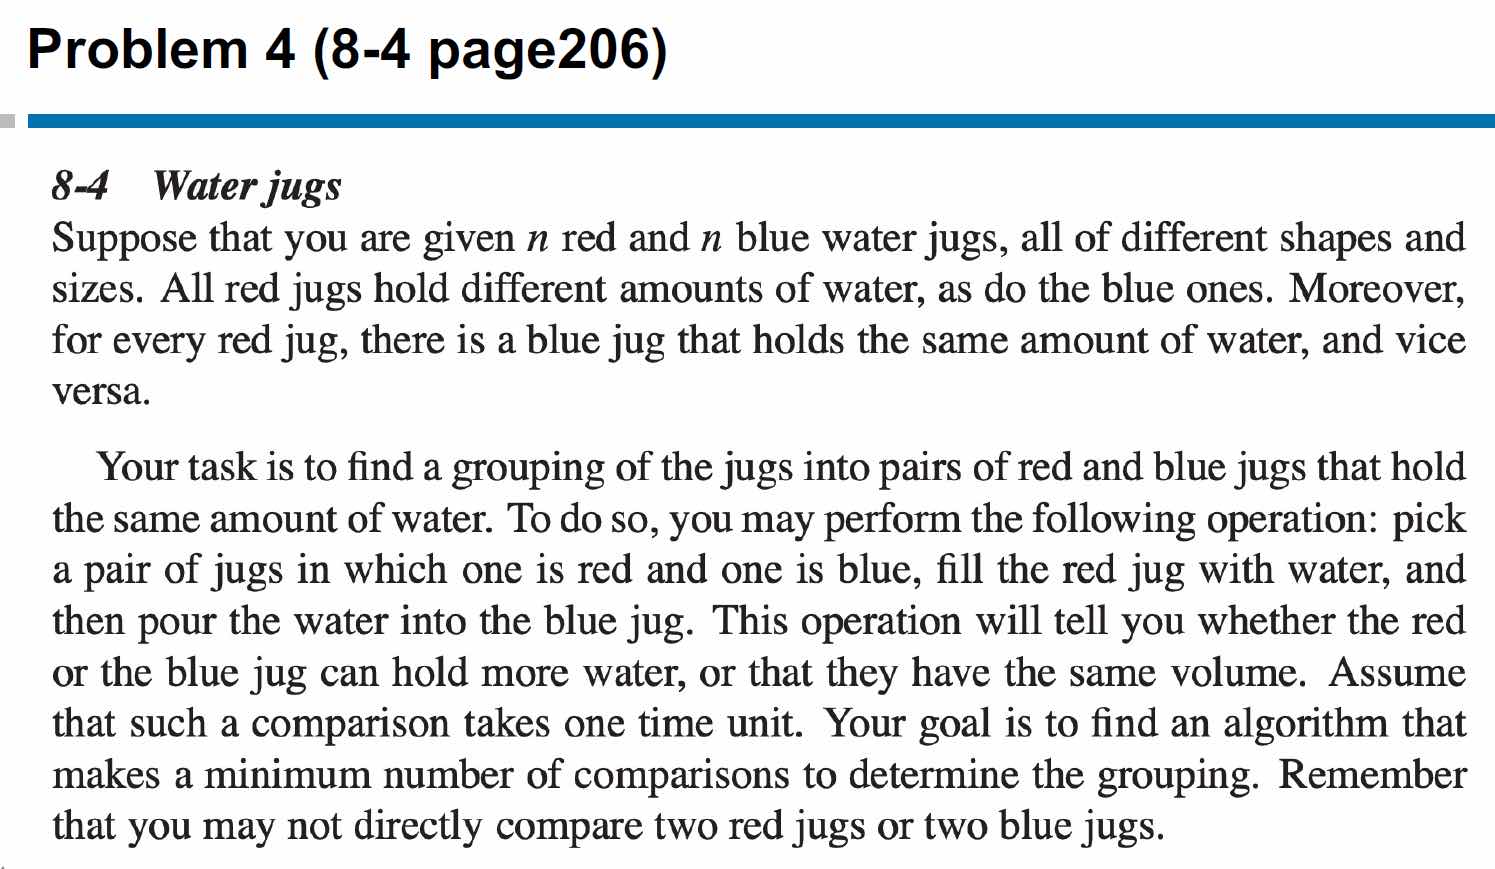 Problem 4 (8-4 page206)
8-4 Water jugs
Suppose that you are given n red and n blue water jugs, all of different shapes and
sizes. All red jugs hold different amounts of water, as do the blue ones. Moreover,
for every red jug, there is a blue jug that holds the same amount of water, and vice
versa.
Your task is to find a grouping of the jugs into pairs of red and blue jugs that hold
the same amount of water. To do so, you may perform the following operation: pick
a pair of jugs in which one is red and one is blue, fill the red jug with water, and
then pour the water into the blue jug. This operation will tell you whether the red
or the blue jug can hold more water, or that they have the same volume. Assume
that such a comparison takes one time unit. Your goal is to find an algorithm that
makes a minimum number of comparisons to determine the grouping. Remember
that you may not directly compare two red jugs or two blue jugs.